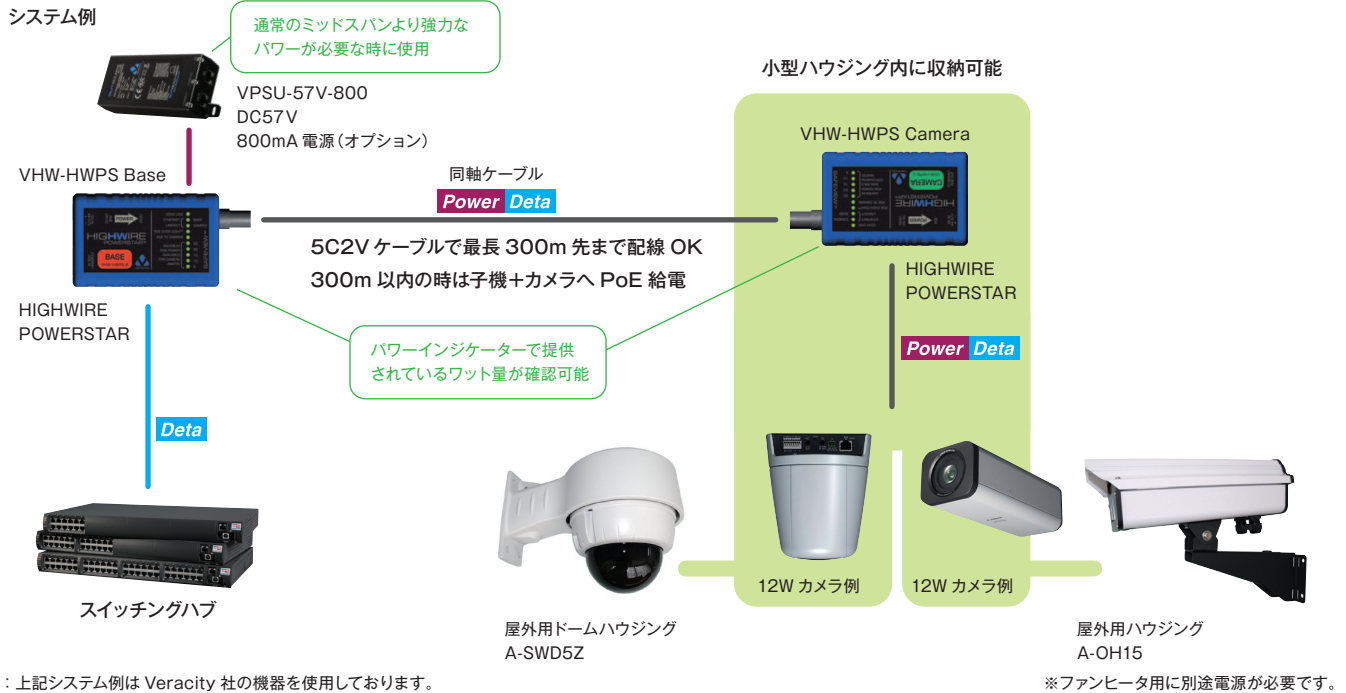 システム例
通常のミッドスパンより強力な
パワーが必要な時に使用
VPSU-57V-800
DC57V
800mA 電源（オプション）
小型ハウジング内に収納可能
VHW-HWPS Base
同軸ケーブル
Power Deta
VHW-HWPS Camera
POWER
HIGHWIRE
POWERSTAR
BASE
CAMERA
HIGHWIRE
POWERSTAR
5C2V ケーブルで最長 300m 先まで配線 OK
300m 以内の時は子機＋カメラへ PoE 給電
HIGHWIRE
POWERSTAR
HIGHWIRE
POWERSTAR
パワーインジケーターで提供
されているワット量が確認可能
Power Deta
Deta
スイッチングハブ
12W カメラ例
12W カメラ例
屋外用ドームハウジング
A-SWD5Z
屋外用ハウジング
A-OH15
：上記システム例は Veracity 社の機器を使用しております。
※ファンヒータ用に別途電源が必要です。